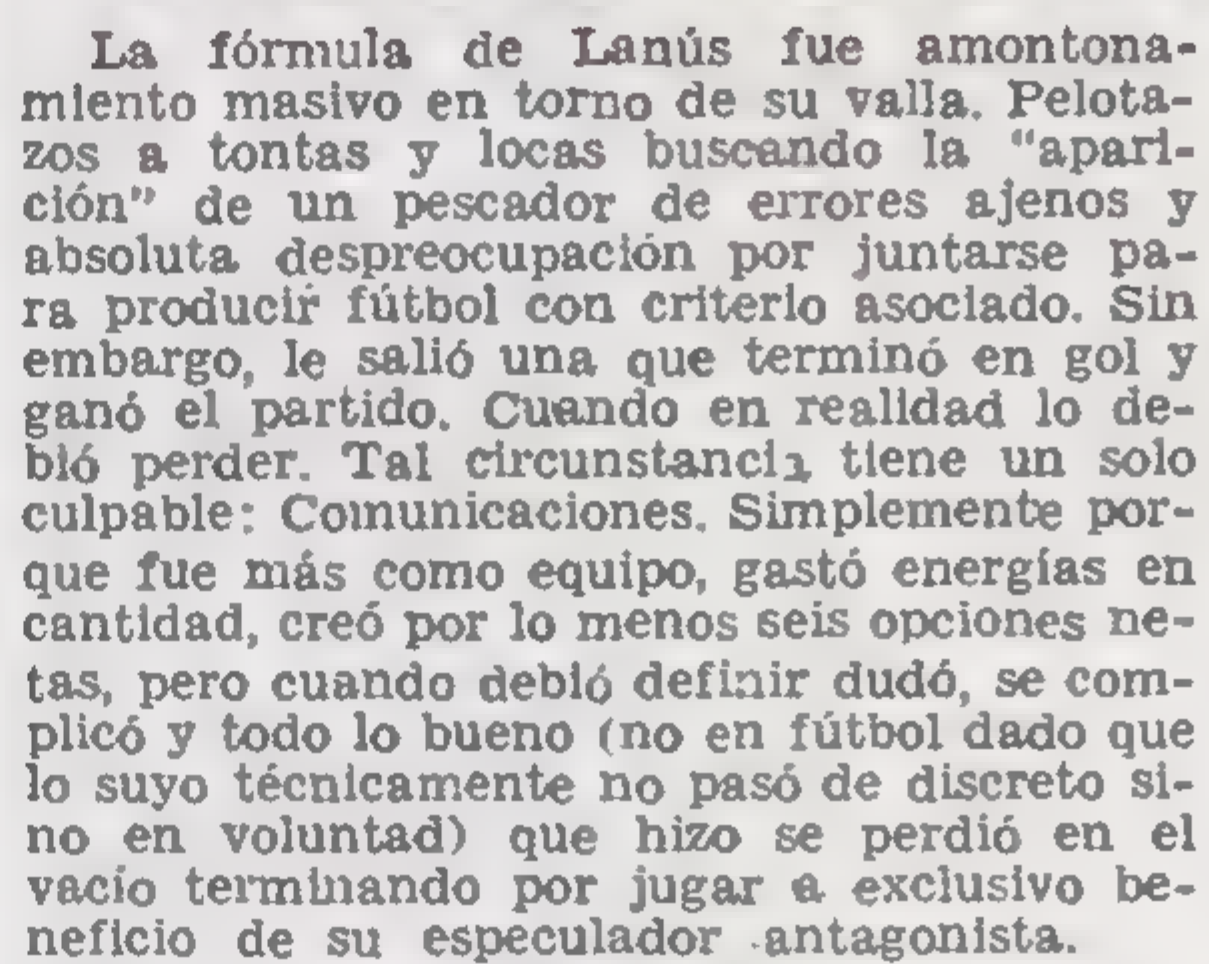 La fórmula de Lanús fue amontona-
miento masivo en torno de su valla. Pelota-
zos a tontas y locas buscando la "apari-
ción" de un pescador de errores ajenos y
absoluta despreocupación por juntarse pa-
ra producir fútbol con criterio asociado. Sin
embargo, le salió una que terminó en gol y
ganó el partido. Cuando en realidad lo de-
bió perder. Tal circunstancia tiene un solo
culpable: Comunicaciones. Simplemente por-
que fue más como equipo, gastó energías en
cantidad, creó por lo menos seis opciones ne-
tas, pero cuando debió definir dudó, se com-
plicó y todo lo bueno (no en fútbol dado que
lo suyo técnicamente no pasó de discreto si-
no en voluntad) que hizo se perdió en el
vacío terminando por jugar a exclusivo be-
neficio de su especulador antagonista.